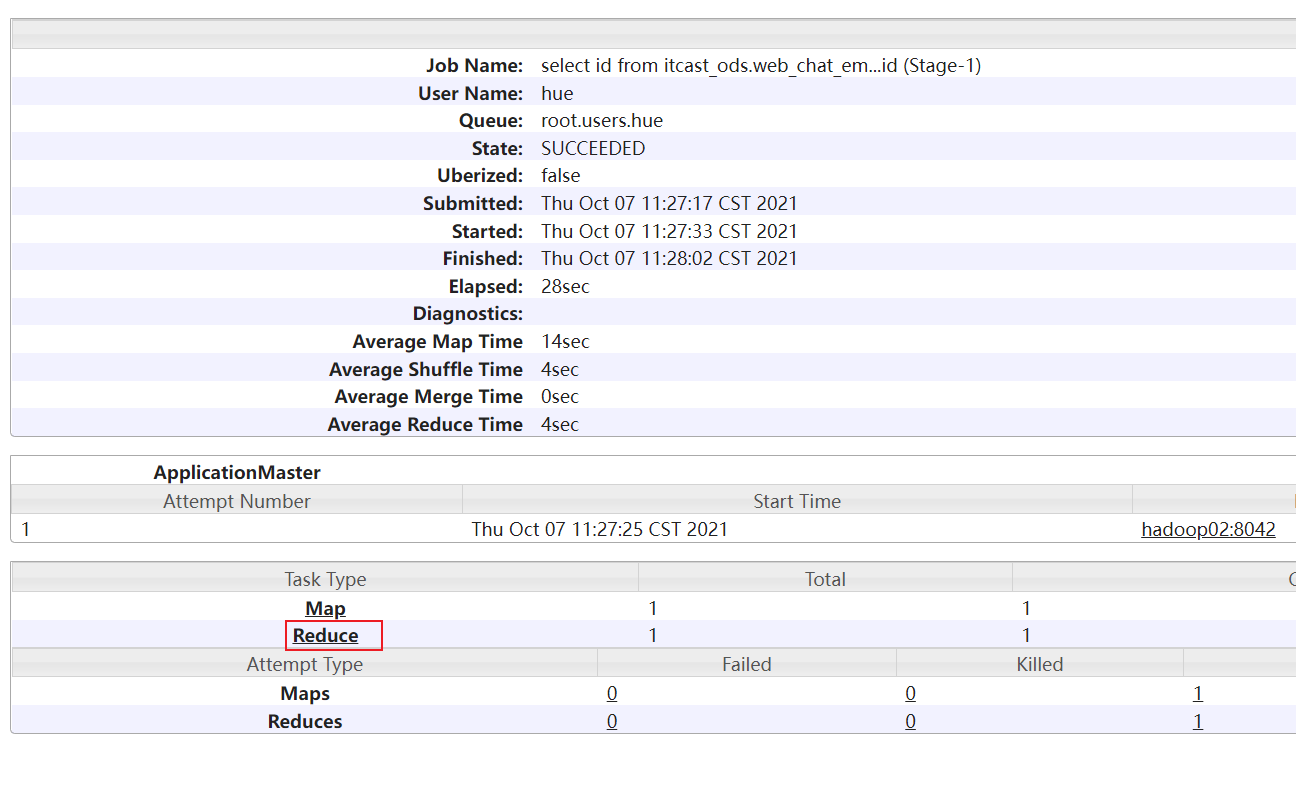 Job Name: select id from itcast_ods.web_chat_em...id (Stage-1)
User Name: hue
Queue: root.users.hue
State: SUCCEEDED
Uberized: false
Submitted: Thu Oct 07 11:27:17 CST 2021
Started: Thu Oct 07 11:27:33 CST 2021
Finished: Thu Oct 07 11:28:02 CST 2021
Elapsed: 28sec
Diagnostics:
Average Map Time 14sec
Average Shuffle Time 4sec
Average Merge Time 0sec
Average Reduce Time 4sec
ApplicationMaster
Attempt Number Start Time
1 Thu Oct 07 11:27:25 CST 2021 hadoop02:8042
Task Type Total
Map 1 1
Reduce 1 1
Attempt Type Failed Killed
Maps 0 0 1
Reduces 0 0 1